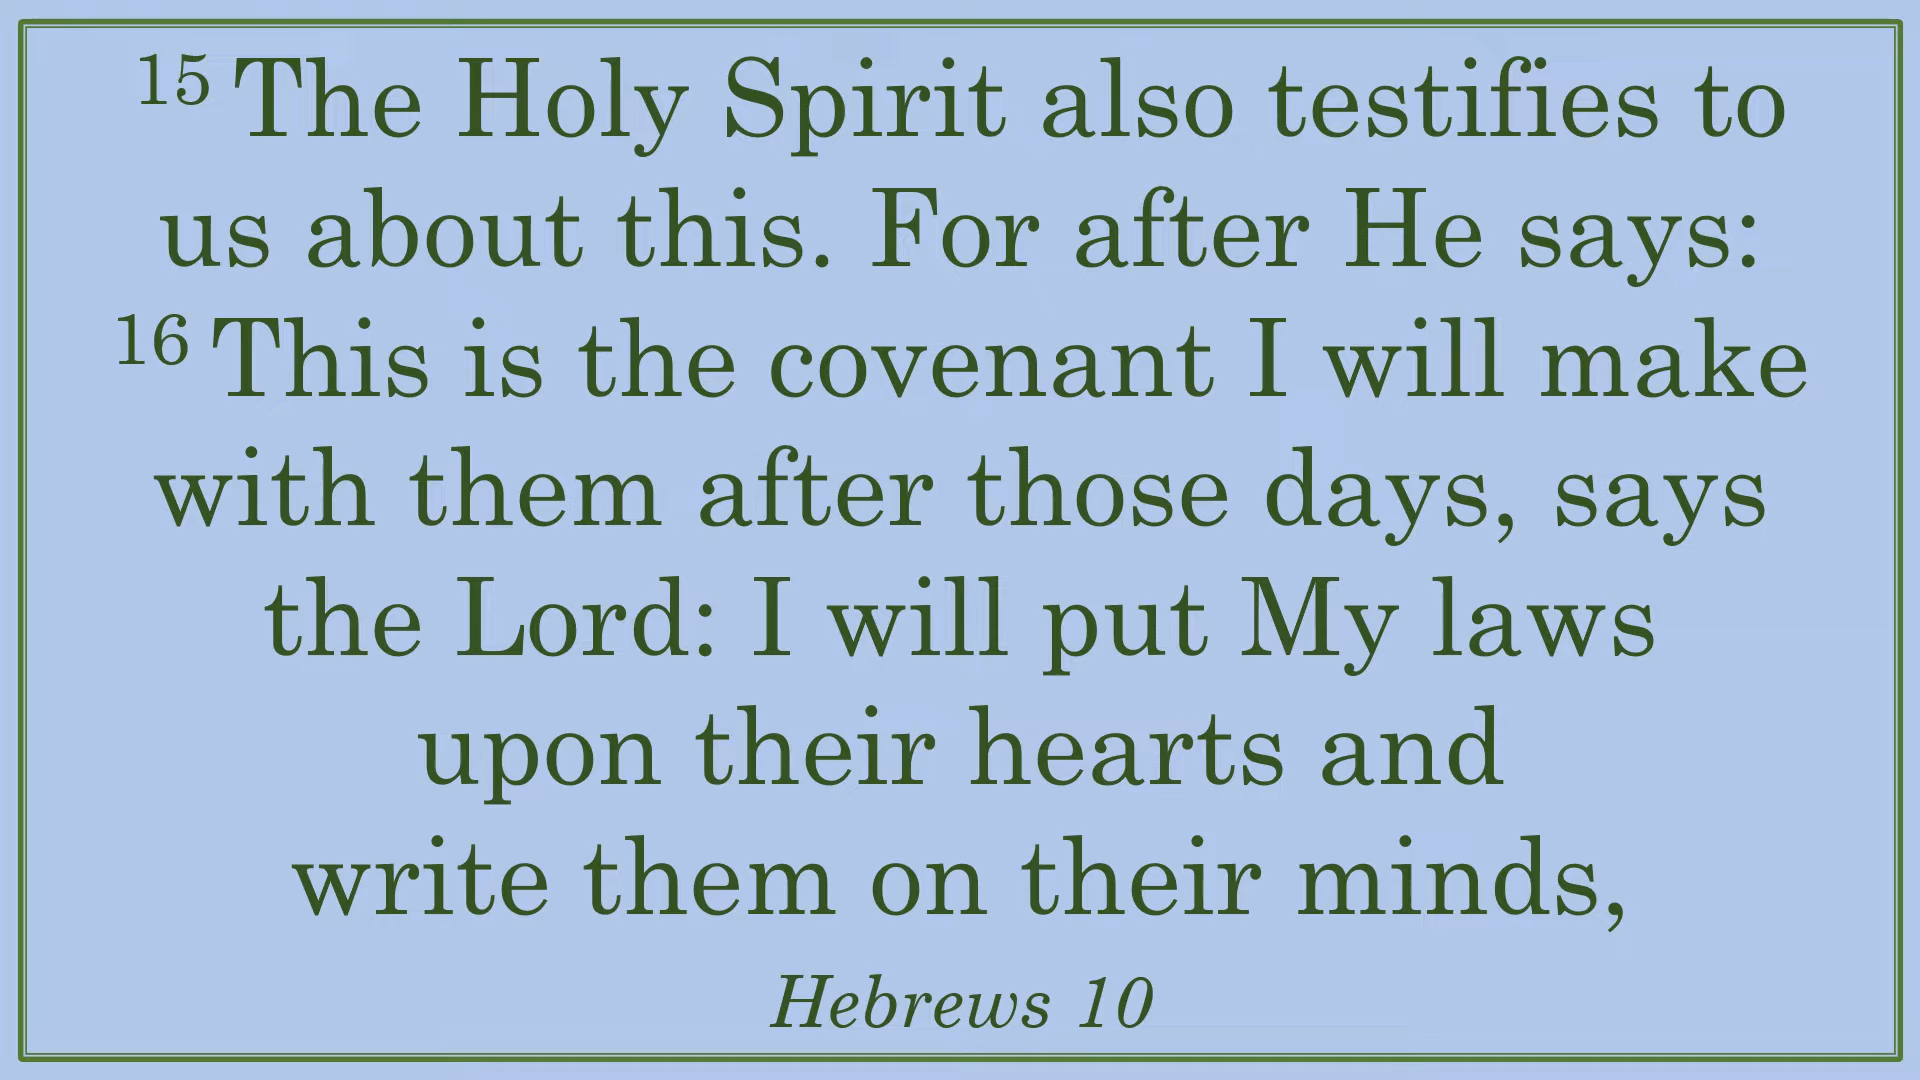 15 The Holy Spirit also testifies to
us about this. For after He says:
16 This is the covenant I will make
with them after those days, says
the Lord: I will put My laws
upon their hearts and
write them on their minds,
Hebrews 10